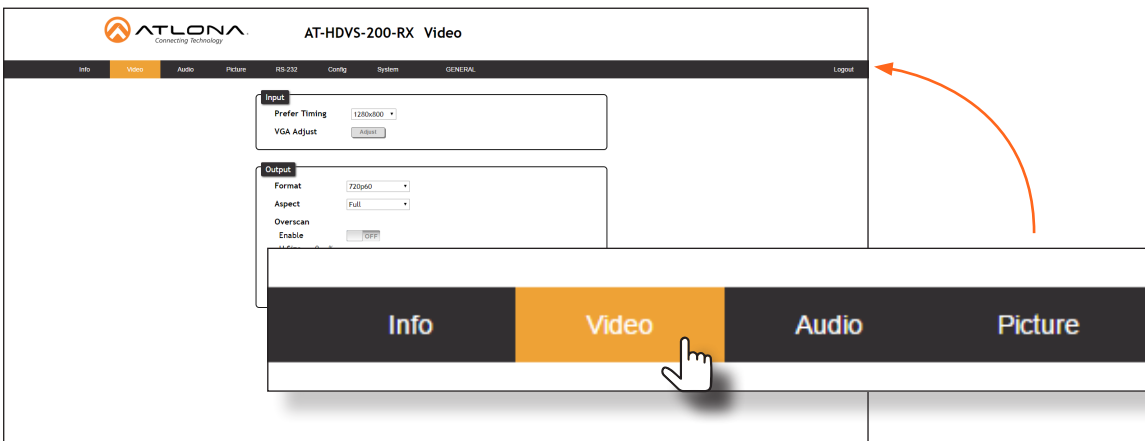 ATLONA.
Connecting Technology
AT-HDVS-200-RX Video
Info Video Audio Picture RS-232 Config System GENERAL Logout
Input
Prefer Timing 1280x800
VGA Adjust Adjust
Output
Format 720p60
Aspect Full
Overscan
Enable OFF
Info Video Audio Picture